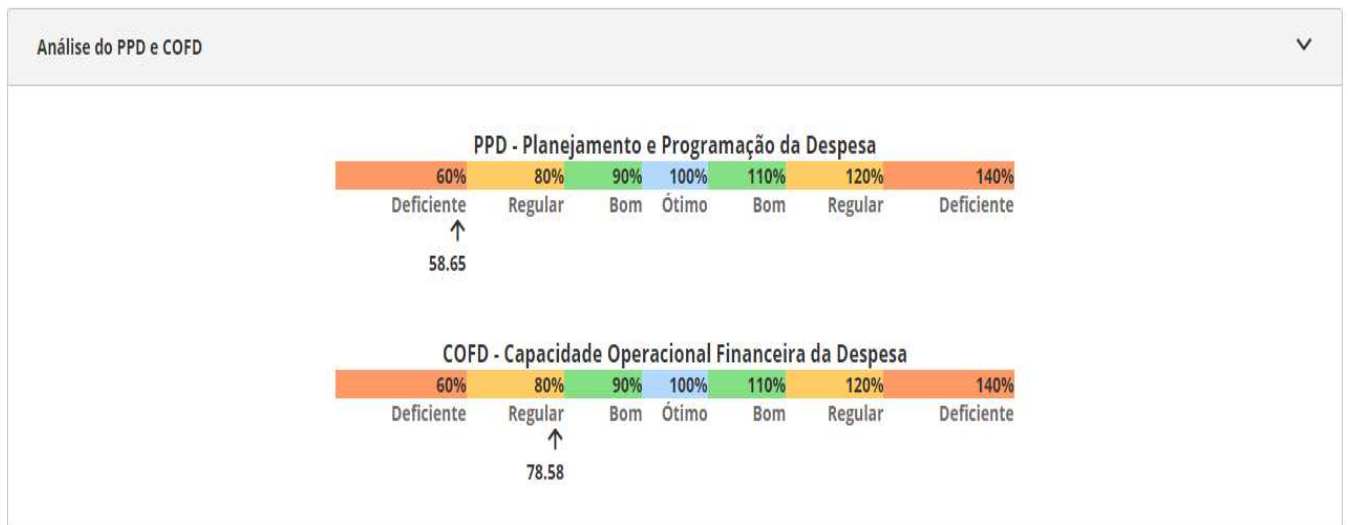 Análise do PPD e COFD
PPD - Planejamento e Programação da Despesa
60% 80% 90% 100% 110% 120% 140%
Deficiente Regular Bom Ótimo Bom Regular Deficiente
58.65
COFD - Capacidade Operacional Financeira da Despesa
60% 80% 90% 100% 110% 120% 140%
Deficiente Regular Bom Ótimo Bom Regular Deficiente
78.58